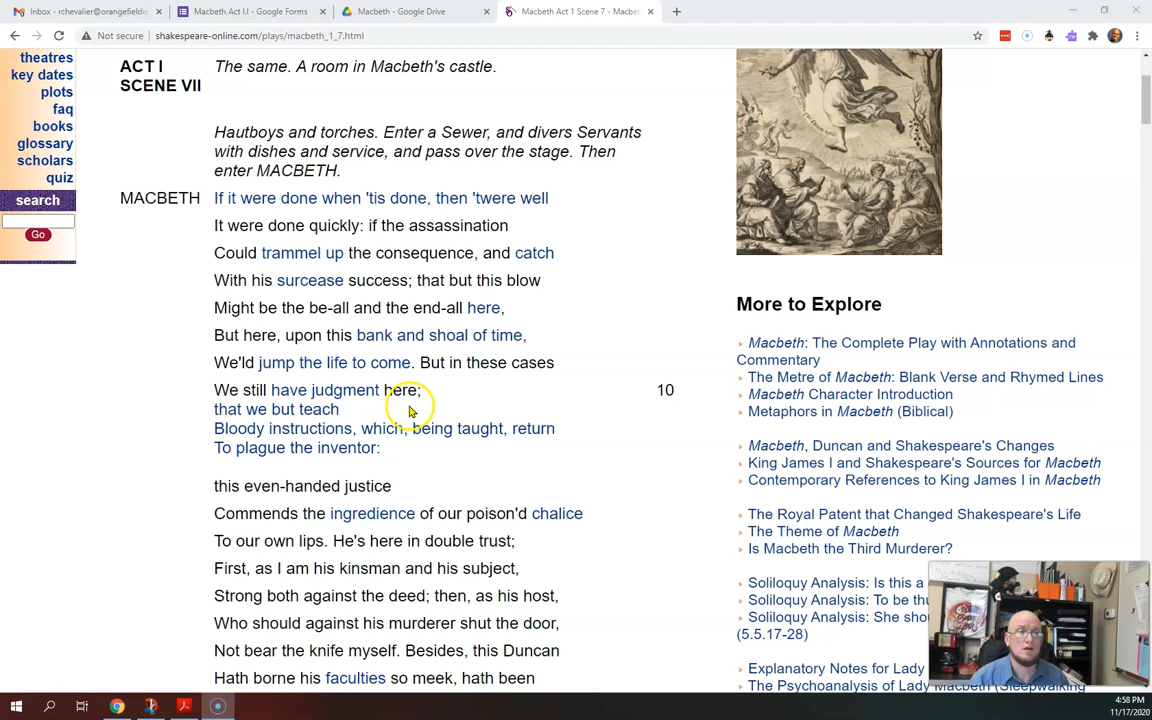 Inbox - rchevalier@orangefieldis
Macbeth Act I.I - Google Forms
Macbeth - Google Drive
Macbeth Act 1 Scene 7 - Macbet
Not secure
shakespeare-online.com/plays/macbeth_1_7.html
theatres
key dates
plots
faq
books
glossary
scholars
quiz
search
Go
ACT I
SCENE VII
The same. A room in Macbeth's castle.
Hautboys and torches. Enter a Sewer, and divers Servants
with dishes and service, and pass over the stage. Then
enter MACBETH.
MACBETH
If it were done when 'tis done, then 'twere well
It were done quickly: if the assassination
Could trammel up the consequence, and catch
With his surcease success; that but this blow
Might be the be-all and the end-all here,
But here, upon this bank and shoal of time,
We'ld jump the life to come. But in these cases
We still have judgment here;
10
that we but teach
Bloody instructions, which, being taught, return
To plague the inventor:
this even-handed justice
Commends the ingredience of our poison'd chalice
To our own lips. He's here in double trust;
First, as I am his kinsman and his subject,
Strong both against the deed; then, as his host,
Who should against his murderer shut the door,
Not bear the knife myself. Besides, this Duncan
Hath borne his faculties so meek, hath been
More to Explore
Macbeth: The Complete Play with Annotations and
Commentary
The Metre of Macbeth: Blank Verse and Rhymed Lines
Macbeth Character Introduction
Metaphors in Macbeth (Biblical)
Macbeth, Duncan and Shakespeare's Changes
King James I and Shakespeare's Sources for Macbeth
Contemporary References to King James I in Macbeth
The Royal Patent that Changed Shakespeare's Life
The Theme of Macbeth
Is Macbeth the Third Murderer?
Soliloquy Analysis: Is this a
Soliloquy Analysis: To be thu
Soliloquy Analysis: She shou
(5.5.17-28)
Explanatory Notes for Lady
The Psychoanalysis of Lady Macbeth (Sleepwalking
4:58 PM
11/17/2020